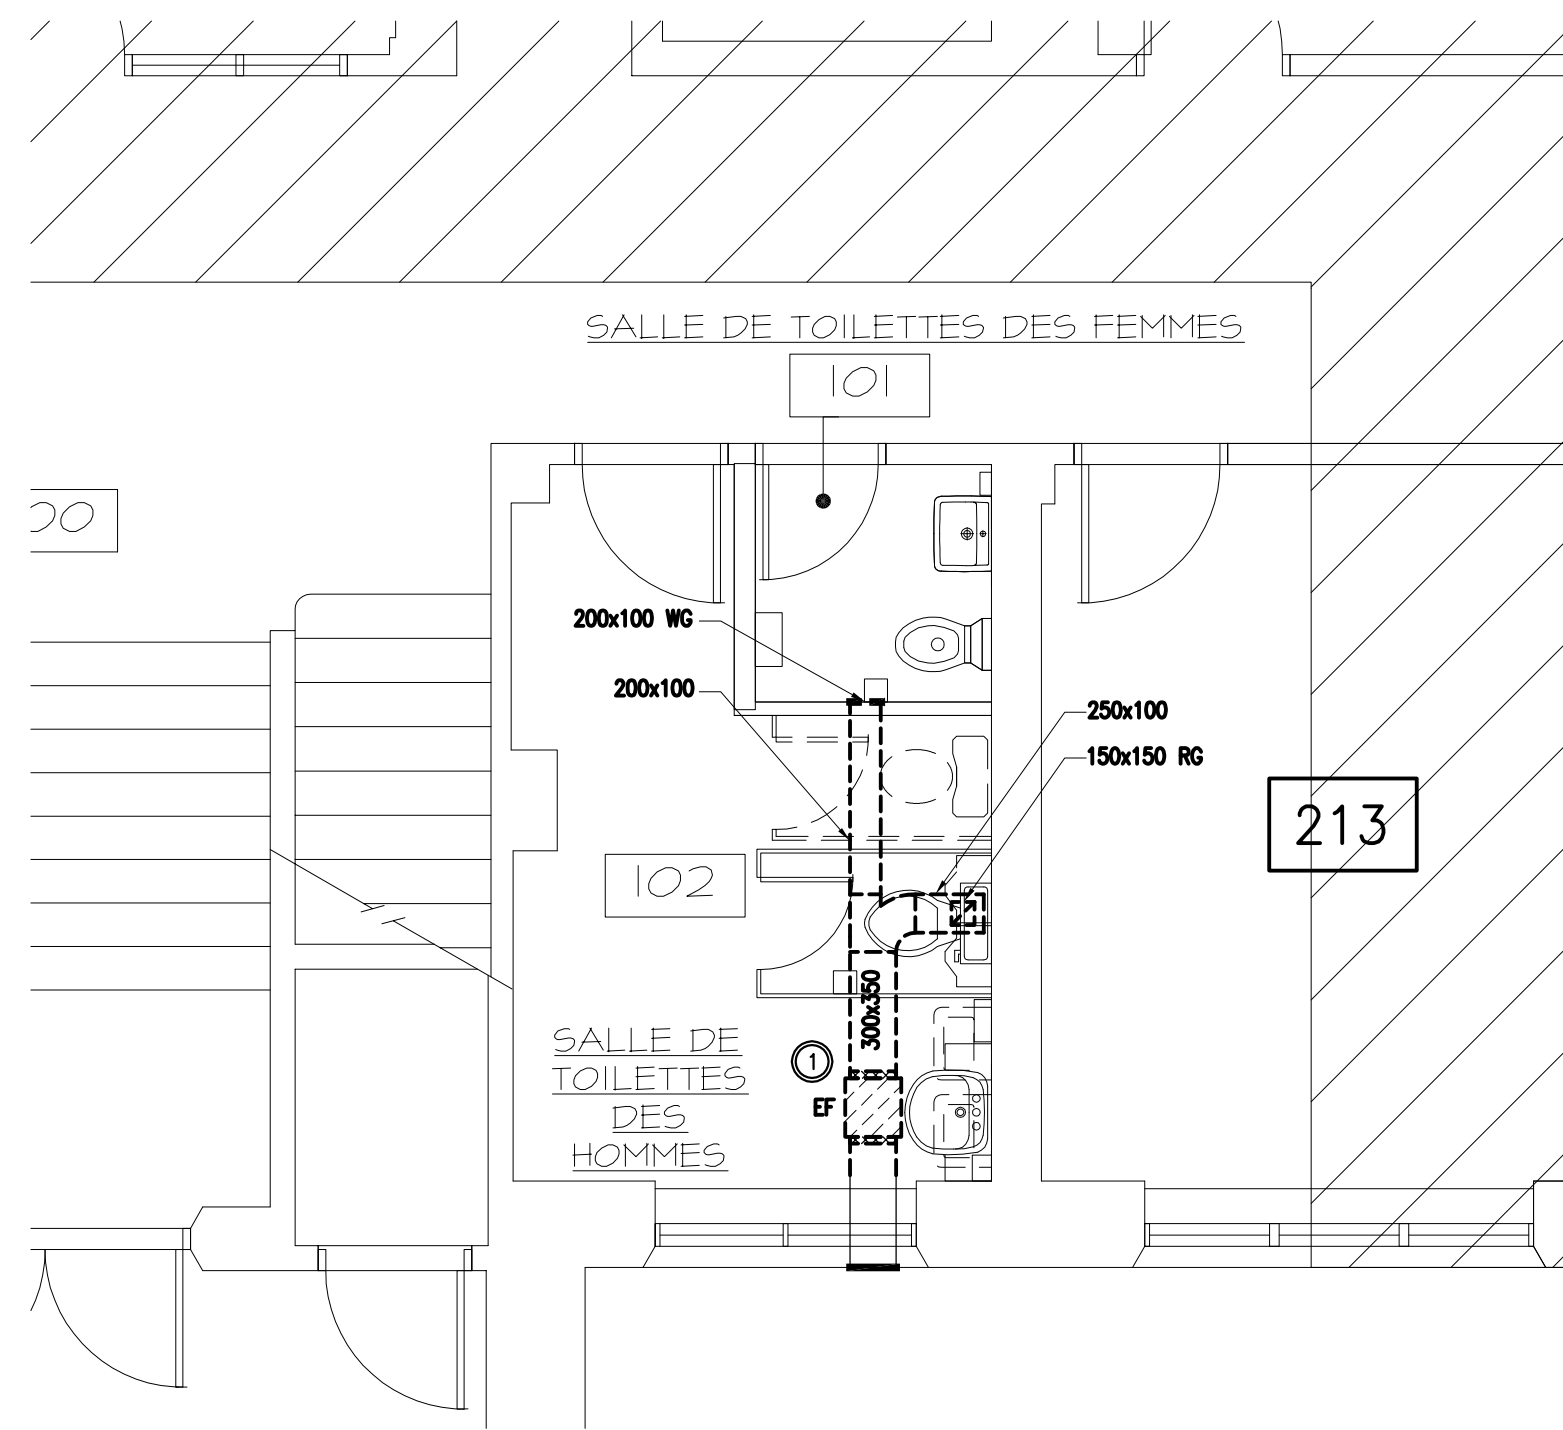 SALLE DE TOILETTES DES FEMMES
101
00
200x100 WG
200x100
250x100
150x150 RG
213
102
300x350
SALLE DE
TOILETTES
DES
HOMMES
1
EF